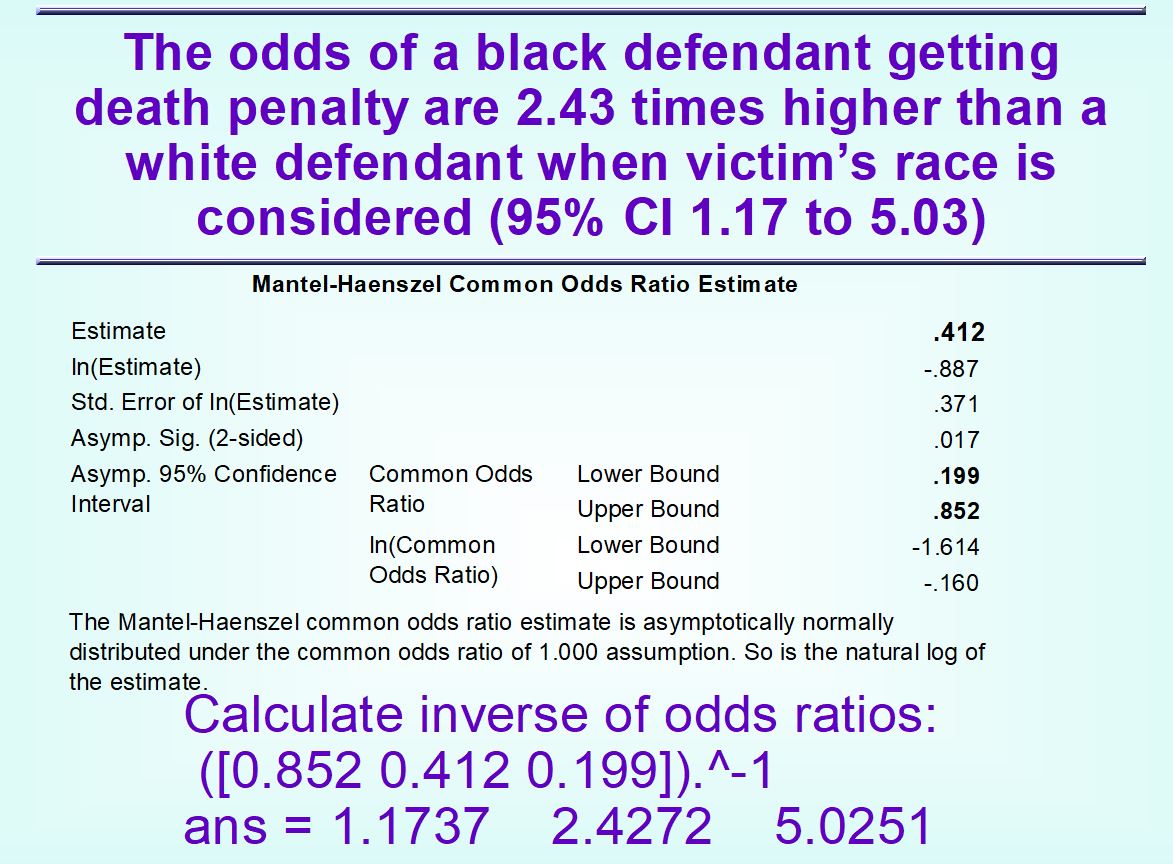 The odds of a black defendant getting
death penalty are 2.43 times higher than a
white defendant when victim’s race is
considered (95% CI 1.17 to 5.03)
Mantel-Haenszel Common Odds Ratio Estimate
Estimate .412
ln(Estimate) -.887
Std. Error of ln(Estimate) .371
Asymp. Sig. (2-sided) .017
Asymp. 95% Confidence Common Odds Lower Bound .199
Interval Ratio Upper Bound .852
ln(Common Lower Bound -1.614
Odds Ratio) Upper Bound -.160
The Mantel-Haenszel common odds ratio estimate is asymptotically normally
distributed under the common odds ratio of 1.000 assumption. So is the natural log of
the estimate.
Calculate inverse of odds ratios:
([0.852 0.412 0.199]).^-1
ans = 1.1737 2.4272 5.0251